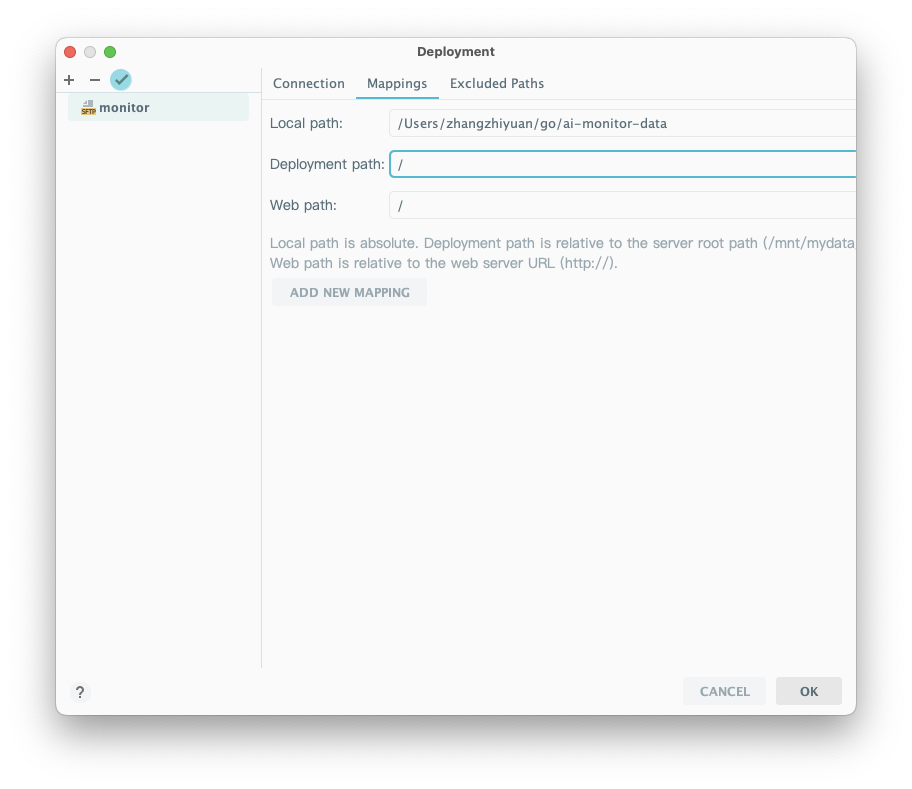 Deployment
SFTP monitor
Connection Mappings Excluded Paths
Local path: /Users/zhangzhiyuan/go/ai-monitor-data
Deployment path: /
Web path: /
Local path is absolute. Deployment path is relative to the server root path (/mnt/mydata
Web path is relative to the web server URL (http://).
ADD NEW MAPPING
? CANCEL OK